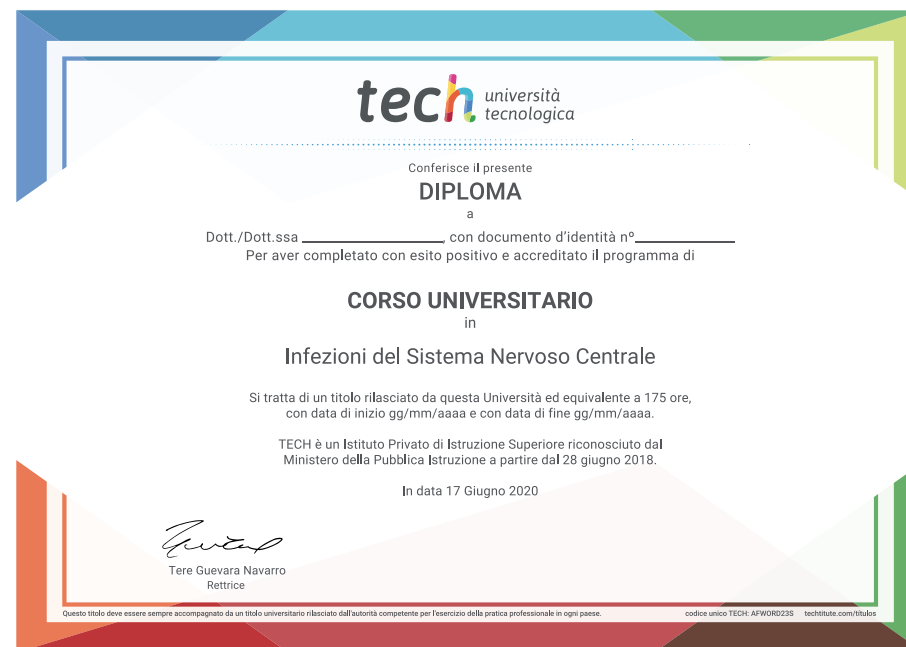 tech università
tecnologica
Conferisce il presente
DIPLOMA
a
Dott./Dott.ssa ____________________, con documento d'identità nº______________
Per aver completato con esito positivo e accreditato il programma di
CORSO UNIVERSITARIO
in
Infezioni del Sistema Nervoso Centrale
Si tratta di un titolo rilasciato da questa Università ed equivalente a 175 ore,
con data di inizio gg/mm/aaaa e con data di fine gg/mm/aaaa.
TECH è un Istituto Privato di Istruzione Superiore riconosciuto dal
Ministero della Pubblica Istruzione a partire dal 28 giugno 2018.
In data 17 Giugno 2020
Tere Guevara Navarro
Rettrice
Questo titolo deve essere sempre accompagnato da un titolo universitario rilasciato dall'autorità competente per l'esercizio della pratica professionale in ogni paese. codice unico TECH: AFWORD23S techtitute.com/titulos